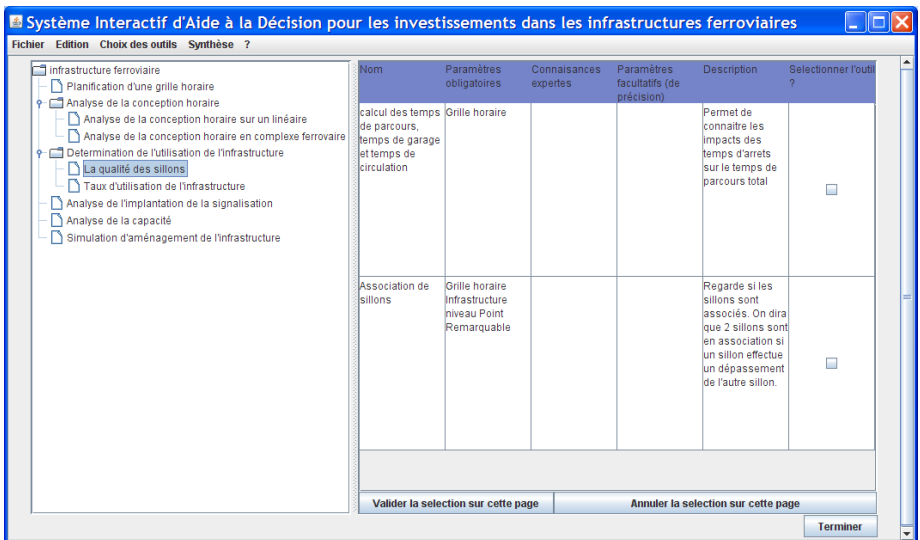 Système Interactif d'Aide à la Décision pour les investissements dans les infrastructures ferroviaires
Fichier Edition Choix des outils Synthèse ?
infrastructure ferroviaire
Planification d'une grille horaire
Analyse de la conception horaire
Analyse de la conception horaire sur un linéaire
Analyse de la conception horaire en complexe ferrovaire
Determination de l'utilisation de l'infrastructure
La qualité des sillons
Taux d'utilisation de l'infrastructure
Analyse de l'implantation de la signalisation
Analyse de la capacité
Simulation d'aménagement de l'infrastructure
Nom
Paramètres
obligatoires
Connaisances
expertes
Paramètres
facultatifs (de
précision)
Description
Selectionner l'outil
?
calcul des temps
de parcours,
temps de garage
et temps de
circulation
Grille horaire
Permet de
connaitre les
impacts des
temps d'arrets
sur le temps de
parcours total
Association de
sillons
Grille horaire
Infrastructure
niveau Point
Remarquable
Regarde si les
sillons sont
associés. On dira
que 2 sillons sont
en association si
un sillon effectue
un dépassement
de l'autre sillon.
Valider la selection sur cette page
Annuler la selection sur cette page
Terminer